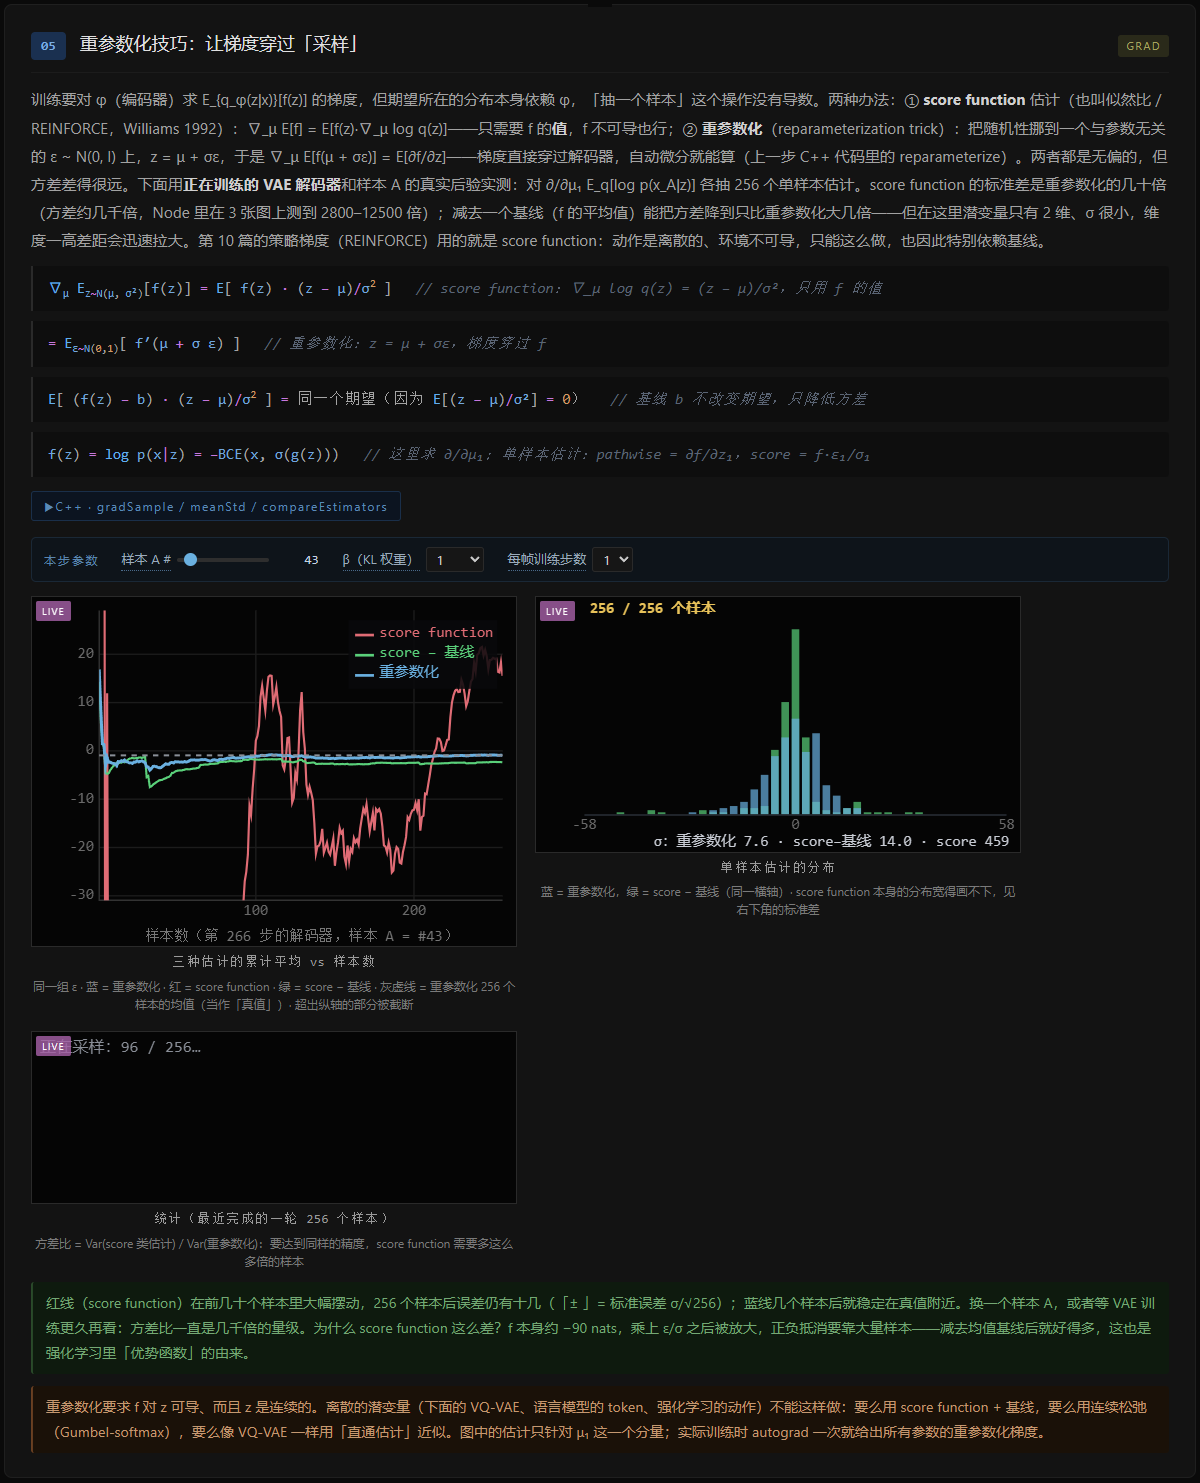 05 重参数化技巧：让梯度穿过「采样」 GRAD
训练要对 φ（编码器）求 E_{q_φ(z|x)}[f(z)] 的梯度，但期望所在的分布本身依赖 φ，「抽一个样本」这个操作没有导数。两种办法：① score function 估计（也叫似然比 /
REINFORCE，Williams 1992）：∇_μ E[f] = E[f(z)·∇_μ log q(z)]——只需要 f 的值，f 不可导也行；② 重参数化（reparameterization trick）：把随机性挪到一个与参数无关
的 ε ~ N(0, I) 上，z = μ + σε，于是 ∇_μ E[f(μ + σε)] = E[∂f/∂z]——梯度直接穿过解码器，自动微分就能算（上一步 C++ 代码里的 reparameterize）。两者都是无偏的，但
方差差得很远。下面用正在训练的 VAE 解码器和样本 A 的真实后验实测：对 ∂/∂μ₁ E_q[log p(x_A|z)] 各抽 256 个单样本估计。score function 的标准差是重参数化的几十倍
（方差约几千倍，Node 里在 3 张图上测到 2800–12500 倍）；减去一个基线（f 的平均值）能把方差降到只比重参数化大几倍——但在这里潜变量只有 2 维、σ 很小，维
度一高差距会迅速拉大。第 10 篇的策略梯度（REINFORCE）用的就是 score function：动作是离散的、环境不可导，只能这么做，也因此特别依赖基线。
∇μ Ez~N(μ, σ²)[f(z)] = E[ f(z) · (z − μ)/σ² ] // score function: ∇_μ log q(z) = (z − μ)/σ²，只用 f 的值
= Eε~N(0,1)[ f′(μ + σ ε) ] // 重参数化: z = μ + σε，梯度穿过 f
E[ (f(z) − b) · (z − μ)/σ² ] = 同一个期望（因为 E[(z − μ)/σ²] = 0） // 基线 b 不改变期望，只降低方差
f(z) = log p(x|z) = −BCE(x, σ(g(z))) // 这里求 ∂/∂μ₁；单样本估计：pathwise = ∂f/∂z₁，score = f·ε₁/σ₁
▶C++ · gradSample / meanStd / compareEstimators
本步参数 样本 A # 43 β（KL 权重） 1 每帧训练步数 1
LIVE
score function
score − 基线
重参数化
20
10
0
-10
-20
-30
100 200
样本数（第 266 步的解码器，样本 A = #43）
三种估计的累计平均 vs 样本数
同一组 ε · 蓝 = 重参数化 · 红 = score function · 绿 = score − 基线 · 灰虚线 = 重参数化 256 个
样本的均值（当作「真值」）· 超出纵轴的部分被截断
LIVE 256 / 256 个样本
-58 0 58
σ: 重参数化 7.6 · score−基线 14.0 · score 459
单样本估计的分布
蓝 = 重参数化，绿 = score − 基线（同一横轴）· score function 本身的分布宽得画不下，见
右下角的标准差
LIVE 采样：96 / 256…
统计（最近完成的一轮 256 个样本）
方差比 = Var(score 类估计) / Var(重参数化)：要达到同样的精度，score function 需要多这么
多倍的样本
红线（score function）在前几十个样本里大幅摆动，256 个样本后误差仍有十几（「± 」= 标准误差 σ/√256）；蓝线几个样本后就稳定在真值附近。换一个样本 A，或者等 VAE 训
练更久再看：方差比一直是几千倍的量级。为什么 score function 这么差？f 本身约 −90 nats，乘上 ε/σ 之后被放大，正负抵消要靠大量样本——减去均值基线后就好得多，这也是
强化学习里「优势函数」的由来。
重参数化要求 f 对 z 可导、而且 z 是连续的。离散的潜变量（下面的 VQ-VAE、语言模型的 token、强化学习的动作）不能这样做：要么用 score function + 基线，要么用连续松弛
（Gumbel-softmax），要么像 VQ-VAE 一样用「直通估计」近似。图中的估计只针对 μ₁ 这一个分量；实际训练时 autograd 一次就给出所有参数的重参数化梯度。